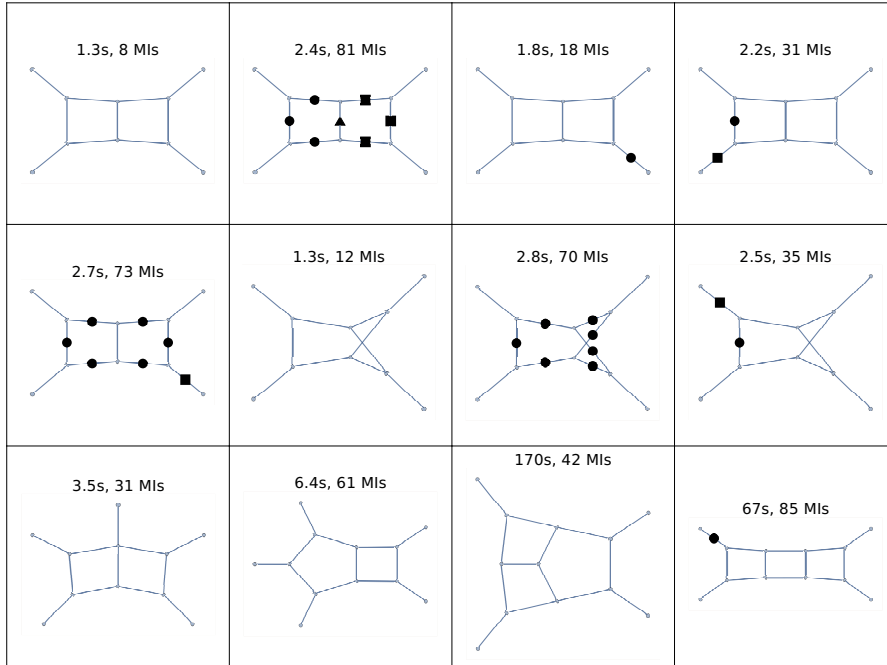 1.3s, 8 MIs
2.4s, 81 MIs
1.8s, 18 MIs
2.2s, 31 MIs
2.7s, 73 MIs
1.3s, 12 MIs
2.8s, 70 MIs
2.5s, 35 MIs
3.5s, 31 MIs
6.4s, 61 MIs
170s, 42 MIs
67s, 85 MIs